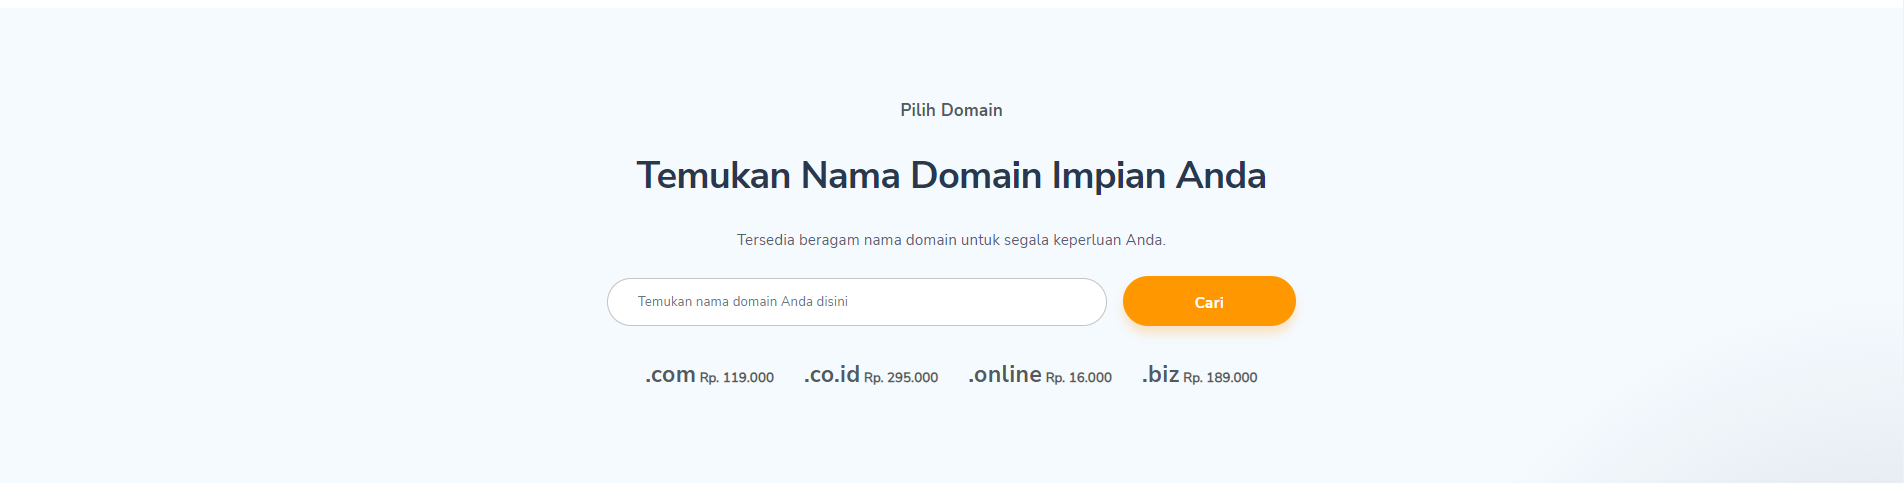 Pilih Domain
Temukan Nama Domain Impian Anda
Tersedia beragam nama domain untuk segala keperluan Anda.
Temukan nama domain Anda disini
Cari
.com Rp. 119.000 .co.id Rp. 295.000 .online Rp. 16.000 .biz Rp. 189.000